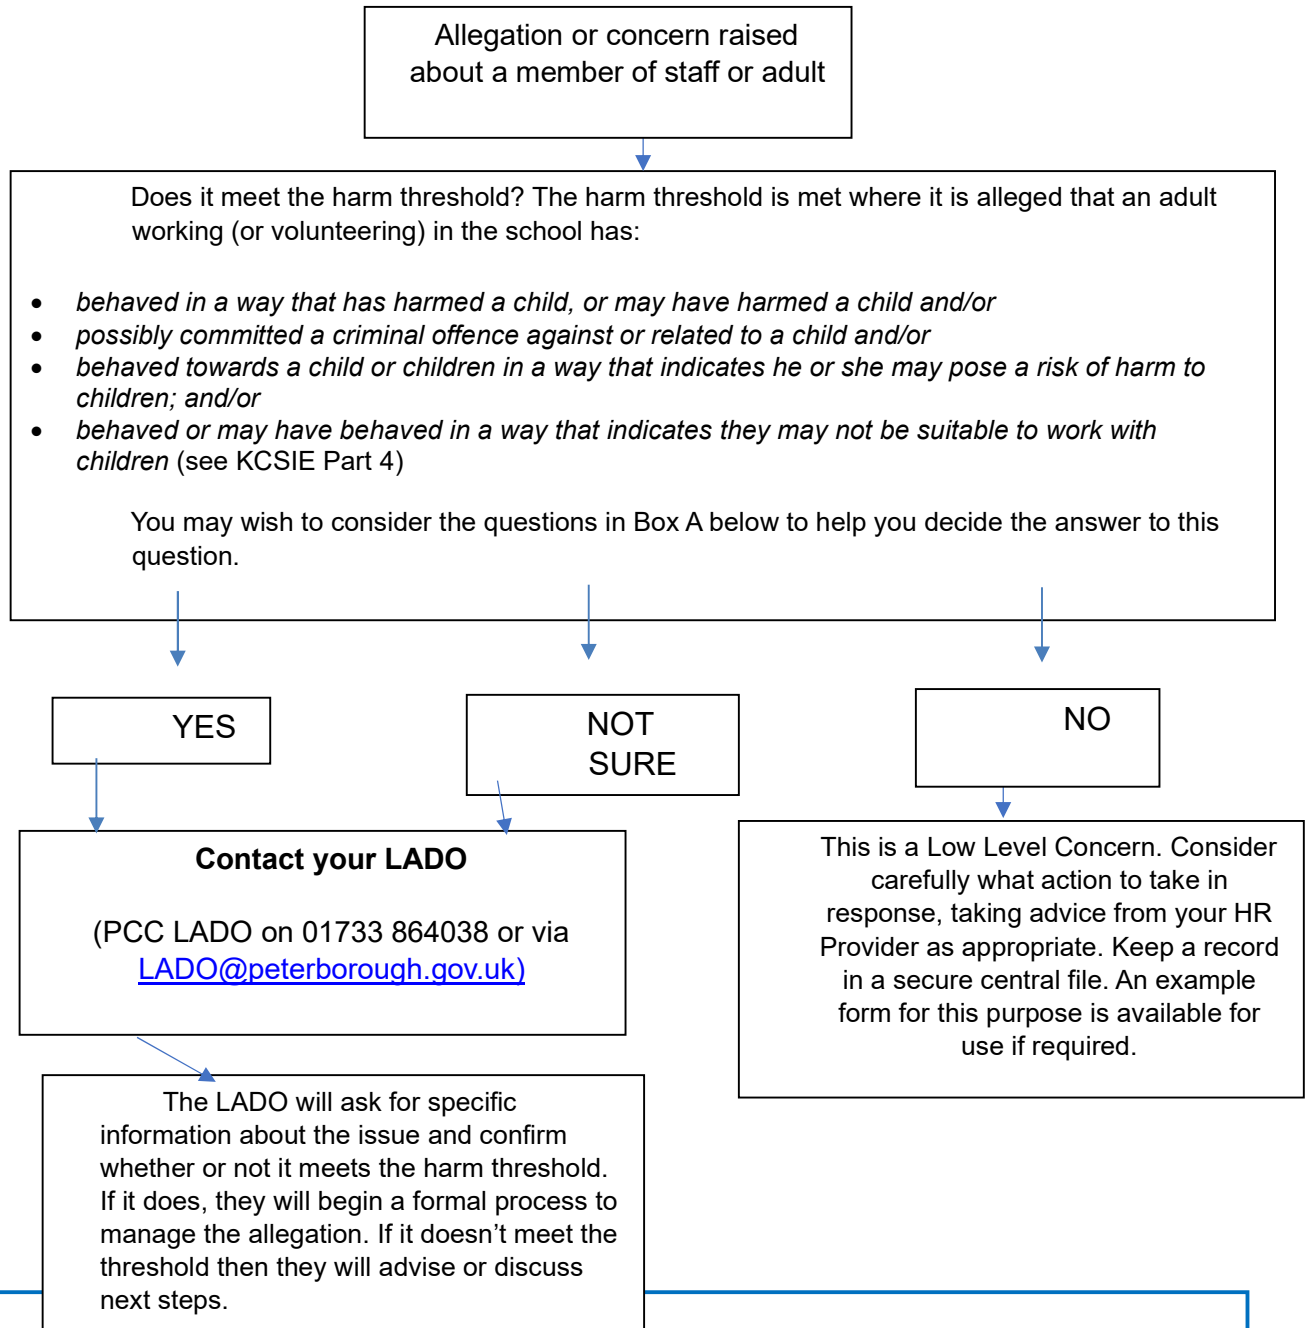 Allegation or concern raised
about a member of staff or adult
Does it meet the harm threshold? The harm threshold is met where it is alleged that an adult
working (or volunteering) in the school has:
• behaved in a way that has harmed a child, or may have harmed a child and/or
• possibly committed a criminal offence against or related to a child and/or
• behaved towards a child or children in a way that indicates he or she may pose a risk of harm to
children; and/or
• behaved or may have behaved in a way that indicates they may not be suitable to work with
children (see KCSIE Part 4)
You may wish to consider the questions in Box A below to help you decide the answer to this
question.
YES
NOT
SURE
NO
Contact your LADO
(PCC LADO on 01733 864038 or via
LADO@peterborough.gov.uk)
This is a Low Level Concern. Consider
carefully what action to take in
response, taking advice from your HR
Provider as appropriate. Keep a record
in a secure central file. An example
form for this purpose is available for
use if required.
The LADO will ask for specific
information about the issue and confirm
whether or not it meets the harm threshold.
If it does, they will begin a formal process to
manage the allegation. If it doesn’t meet the
threshold then they will advise or discuss
next steps.